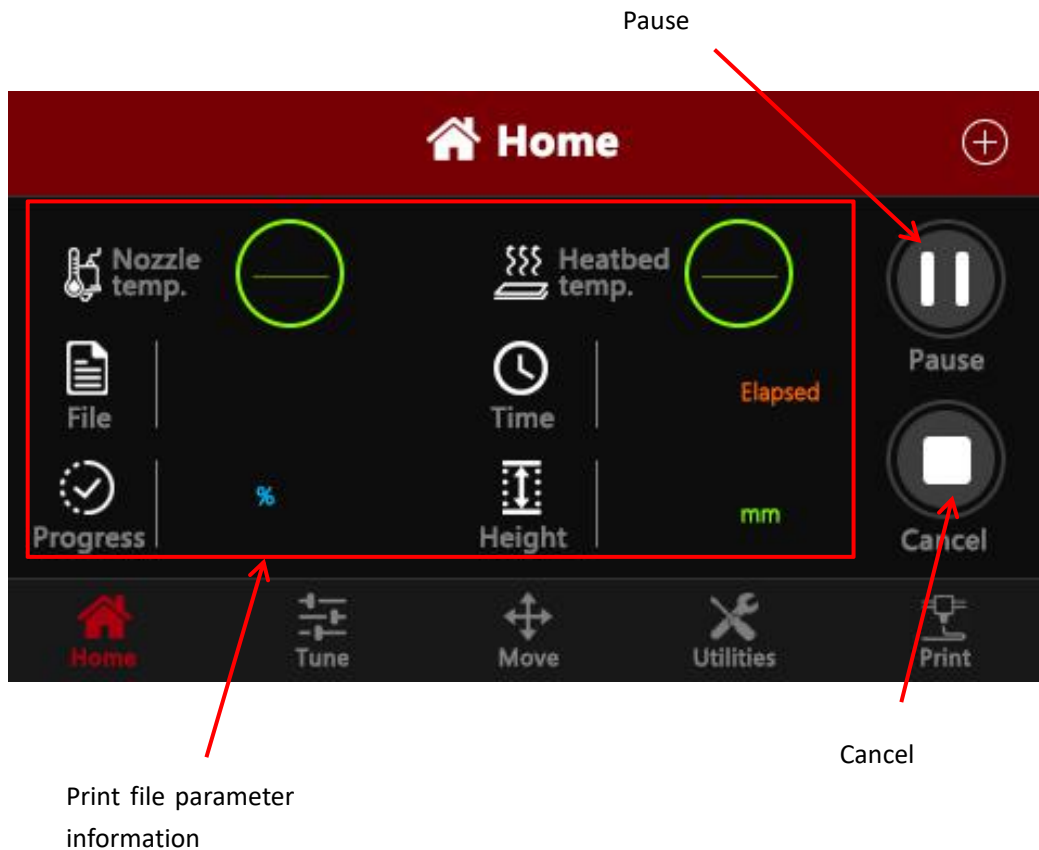 Pause
Home
Nozzle
temp.
Heatbed
temp.
Pause
File
Time
Elapsed
Progress
%
Height
mm
Cancel
Home
Tune
Move
Utilities
Print
Cancel
Print file parameter
information